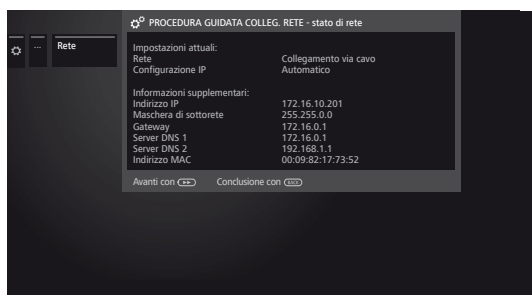 PROCEDURA GUIDATA COLLEG. RETE - stato di rete
... Rete
Impostazioni attuali:
Rete Collegamento via cavo
Configurazione IP Automatico
Informazioni supplementari:
Indirizzo IP 172.16.10.201
Maschera di sottorete 255.255.0.0
Gateway 172.16.0.1
Server DNS 1 172.16.0.1
Server DNS 2 192.168.1.1
Indirizzo MAC 00:09:82:17:73:52
Avanti con Conclusione con BACK